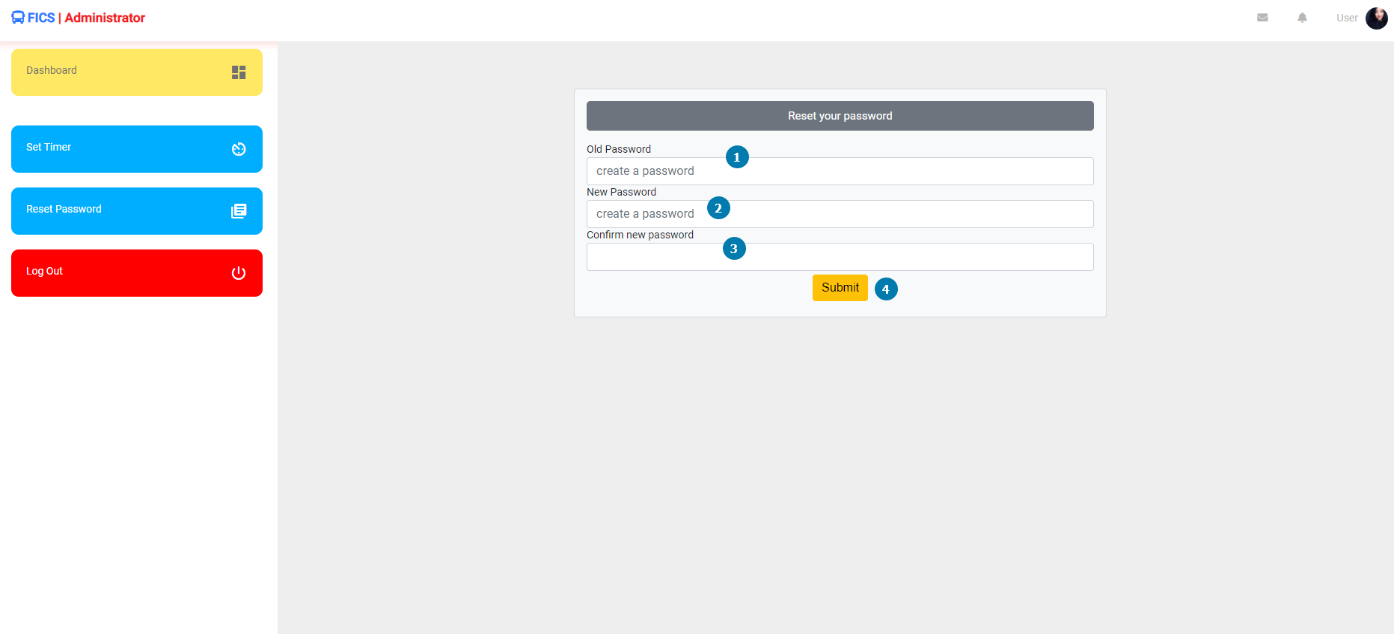 FICS | Administrator
User
Dashboard
Set Timer
Reset Password
Log Out
Reset your password
Old Password
1
create a password
New Password
2
create a password
Confirm new password
3
Submit
4